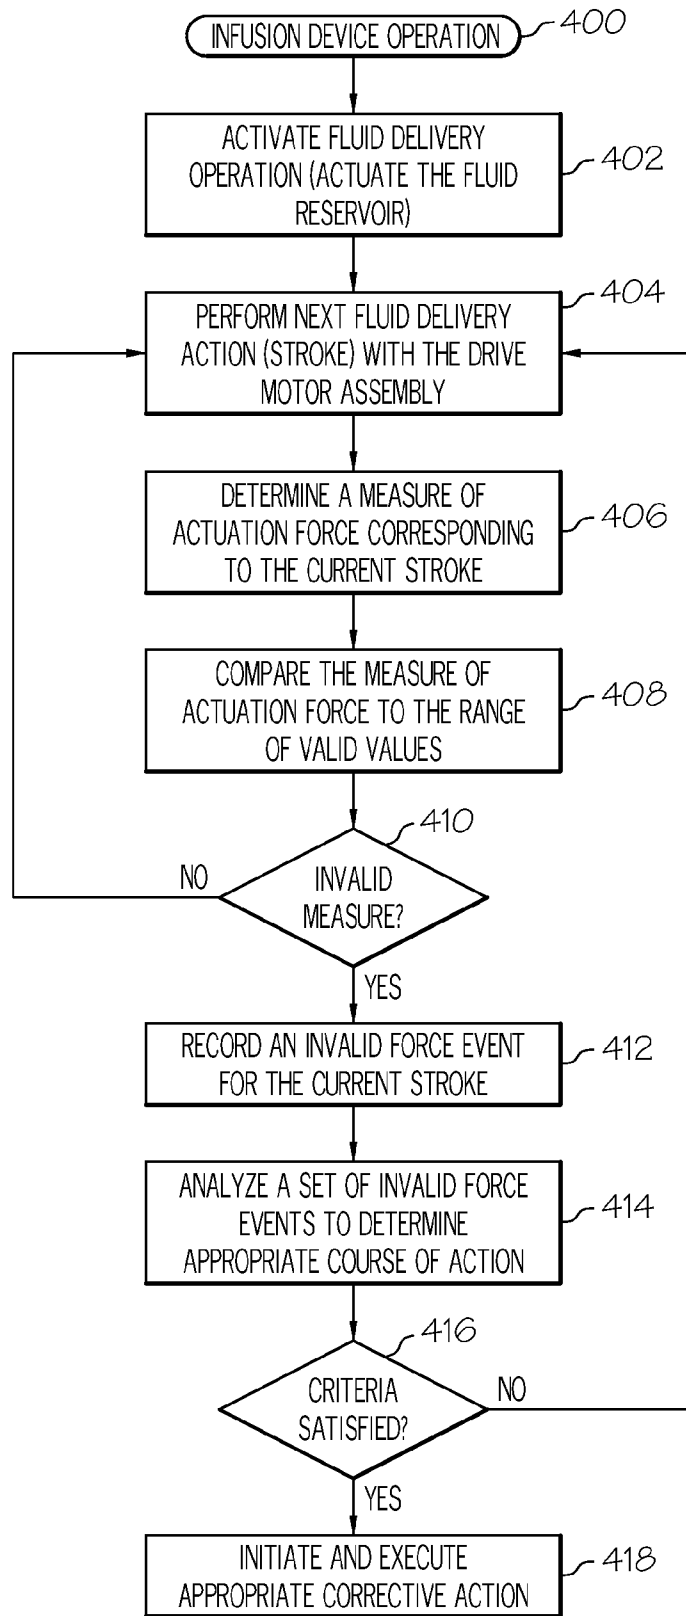 INFUSION DEVICE OPERATION
400
ACTIVATE FLUID DELIVERY
OPERATION (ACTUATE THE FLUID
RESERVOIR)
402
404
PERFORM NEXT FLUID DELIVERY
ACTION (STROKE) WITH THE DRIVE
MOTOR ASSEMBLY
DETERMINE A MEASURE OF
ACTUATION FORCE CORRESPONDING
TO THE CURRENT STROKE
406
COMPARE THE MEASURE OF
ACTUATION FORCE TO THE RANGE
OF VALID VALUES
408
410
NO
INVALID
MEASURE?
YES
RECORD AN INVALID FORCE EVENT
FOR THE CURRENT STROKE
412
ANALYZE A SET OF INVALID FORCE
EVENTS TO DETERMINE
APPROPRIATE COURSE OF ACTION
414
416
CRITERIA
SATISFIED?
NO
YES
INITIATE AND EXECUTE
APPROPRIATE CORRECTIVE ACTION
418